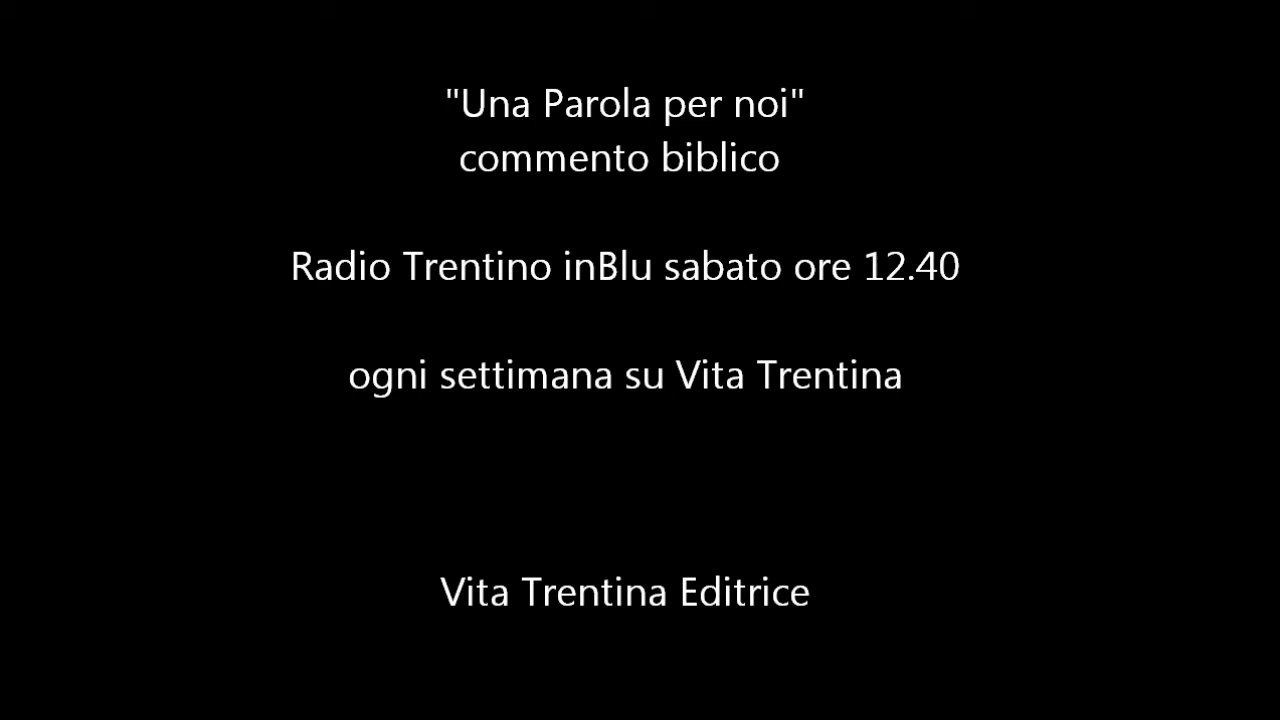 "Una Parola per noi"
commento biblico
Radio Trentino inBlu sabato ore 12.40
ogni settimana su Vita Trentina
Vita Trentina Editrice